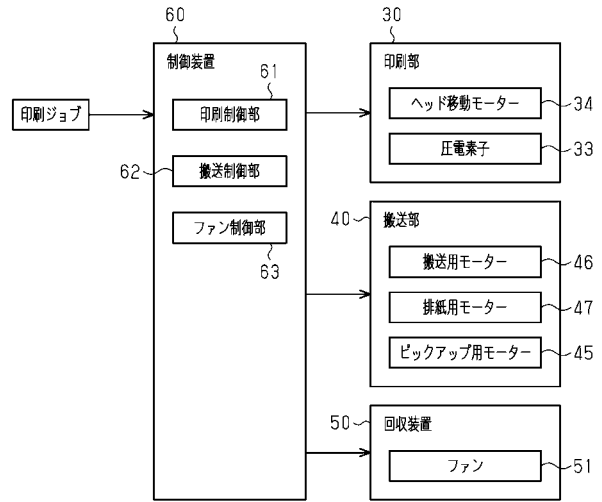 60
30
制御装置
印刷部
61
印刷ジョブ
印刷制御部
ヘッド移動モーター
34
圧電素子
33
62
搬送制御部
40
搬送部
ファン制御部
63
搬送用モーター
46
排紙用モーター
47
ピックアップ用モーター
45
50
回収装置
ファン
51